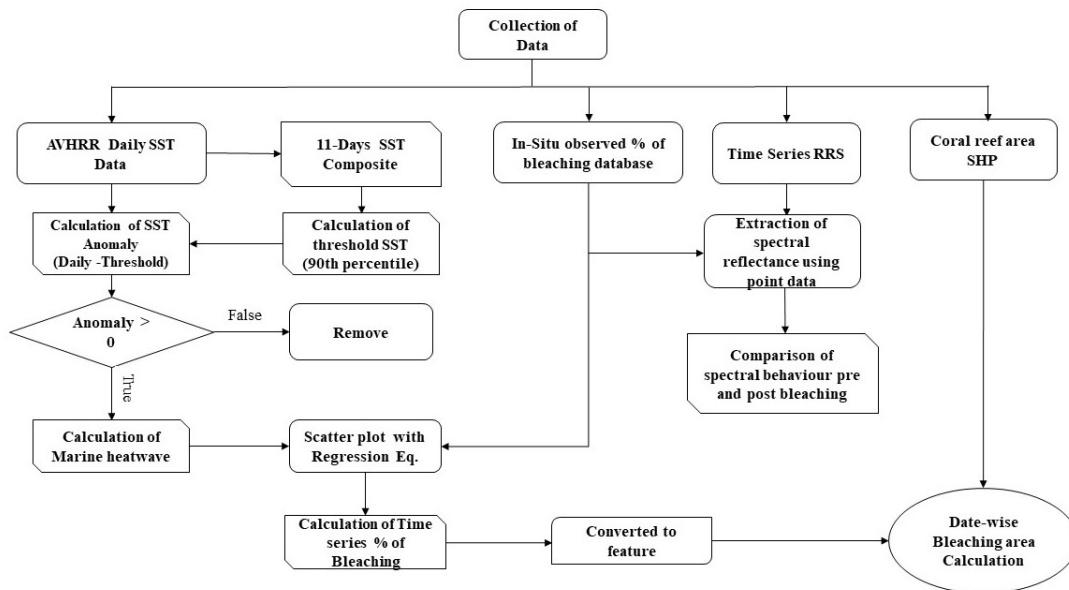 Collection of
Data
AVHRR Daily SST
Data
11-Days SST
Composite
In-Situ observed % of
bleaching database
Time Series RRS
Coral reef area
SHP
Calculation of SST
Anomaly
(Daily -Threshold)
Calculation of
threshold SST
(90th percentile)
Extraction of
spectral
reflectance using
point data
Anomaly >
0
False
Remove
True
Comparison of
spectral behaviour pre
and post bleaching
Calculation of
Marine heatwave
Scatter plot with
Regression Eq.
Calculation of Time
series % of
Bleaching
Converted to
feature
Date-wise
Bleaching area
Calculation